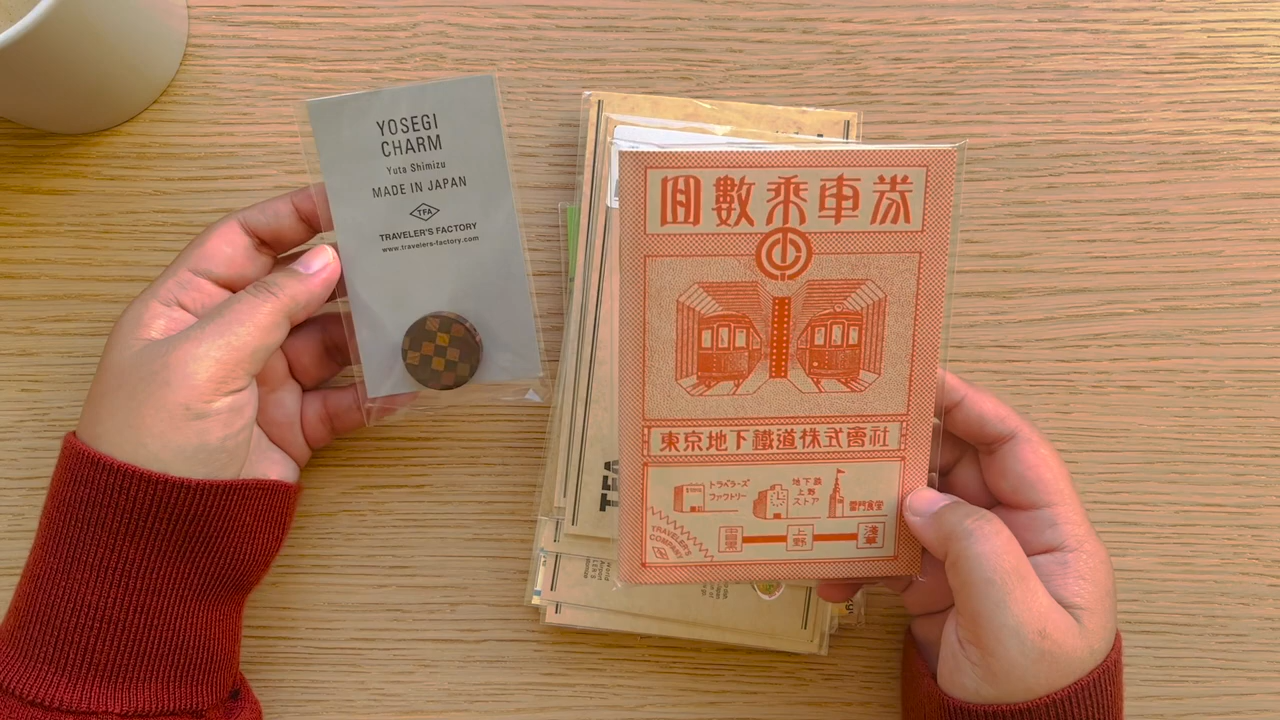 YOSEGI
CHARM
Yuta Shimizu
MADE IN JAPAN
TFA
TRAVELER'S FACTORY
www.travelers-factory.com
回數乘車券
東京地下鐵道株式會社
トラベラーズ
ファクトリー
地下鉄
上野
ストア
雷門食堂
中目黒
上野
浅草
TRAVELER'S
COMPANY